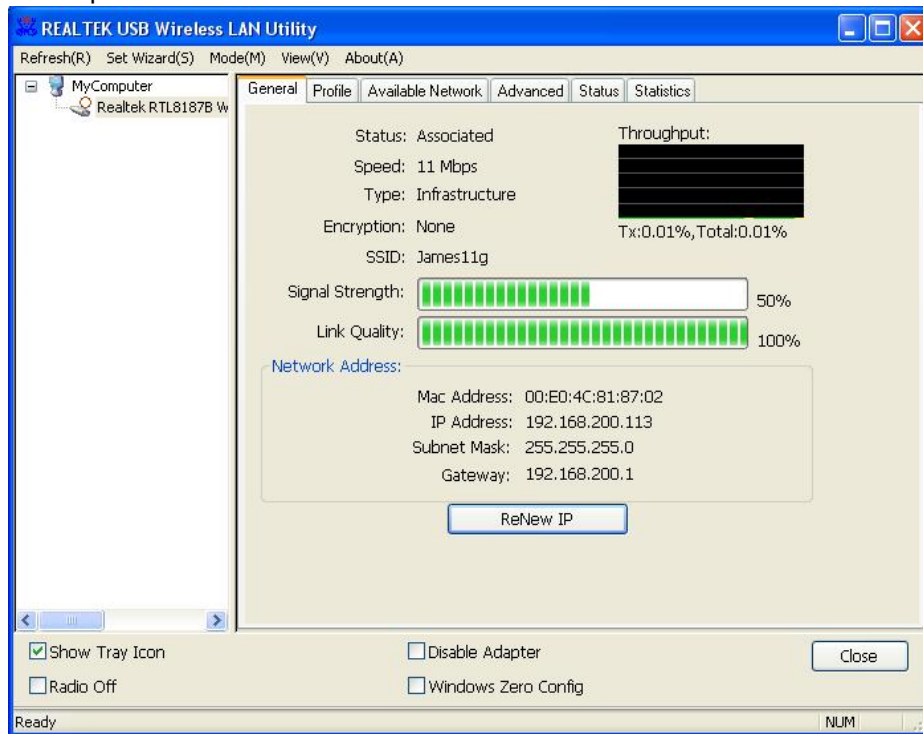 REALTEK USB Wireless LAN Utility
Refresh(R) Set Wizard(S) Mode(M) View(V) About(A)
MyComputer
Realtek RTL8187B W
General Profile Available Network Advanced Status Statistics
Status: Associated
Speed: 11 Mbps
Type: Infrastructure
Encryption: None
SSID: James11g
Throughput:
Tx:0.01%,Total:0.01%
Signal Strength: 50%
Link Quality: 100%
Network Address:
Mac Address: 00:E0:4C:81:87:02
IP Address: 192.168.200.113
Subnet Mask: 255.255.255.0
Gateway: 192.168.200.1
ReNew IP
Show Tray Icon
Radio Off
Disable Adapter
Windows Zero Config
Close
Ready
NUM